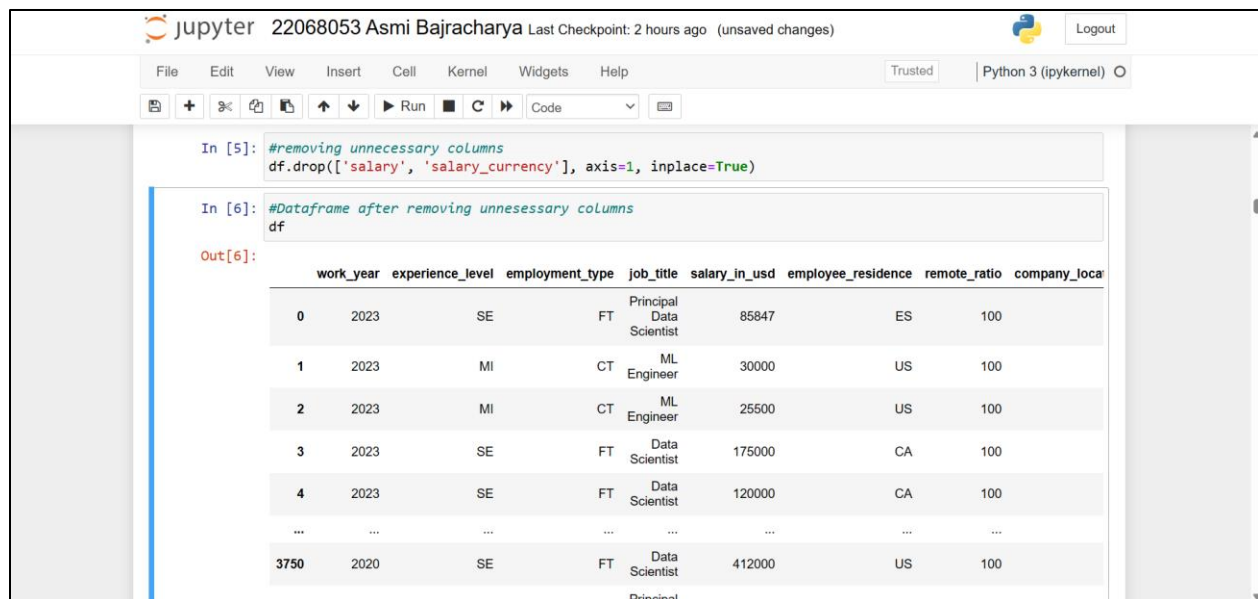 jupyter 22068053 Asmi Bajracharya Last Checkpoint: 2 hours ago (unsaved changes) Logout
File Edit View Insert Cell Kernel Widgets Help Trusted Python 3 (ipykernel)
Run Code
In [5]: #removing unnecessary columns
df.drop(['salary', 'salary_currency'], axis=1, inplace=True)
In [6]: #Dataframe after removing unnesessary columns
df
Out[6]:
work_year experience_level employment_type job_title salary_in_usd employee_residence remote_ratio company_locat
0 2023 SE FT Principal Data Scientist 85847 ES 100
1 2023 MI CT ML Engineer 30000 US 100
2 2023 MI CT ML Engineer 25500 US 100
3 2023 SE FT Data Scientist 175000 CA 100
4 2023 SE FT Data Scientist 120000 CA 100
... ... ... ... ... ... ... ...
3750 2020 SE FT Data Scientist 412000 US 100
Principal